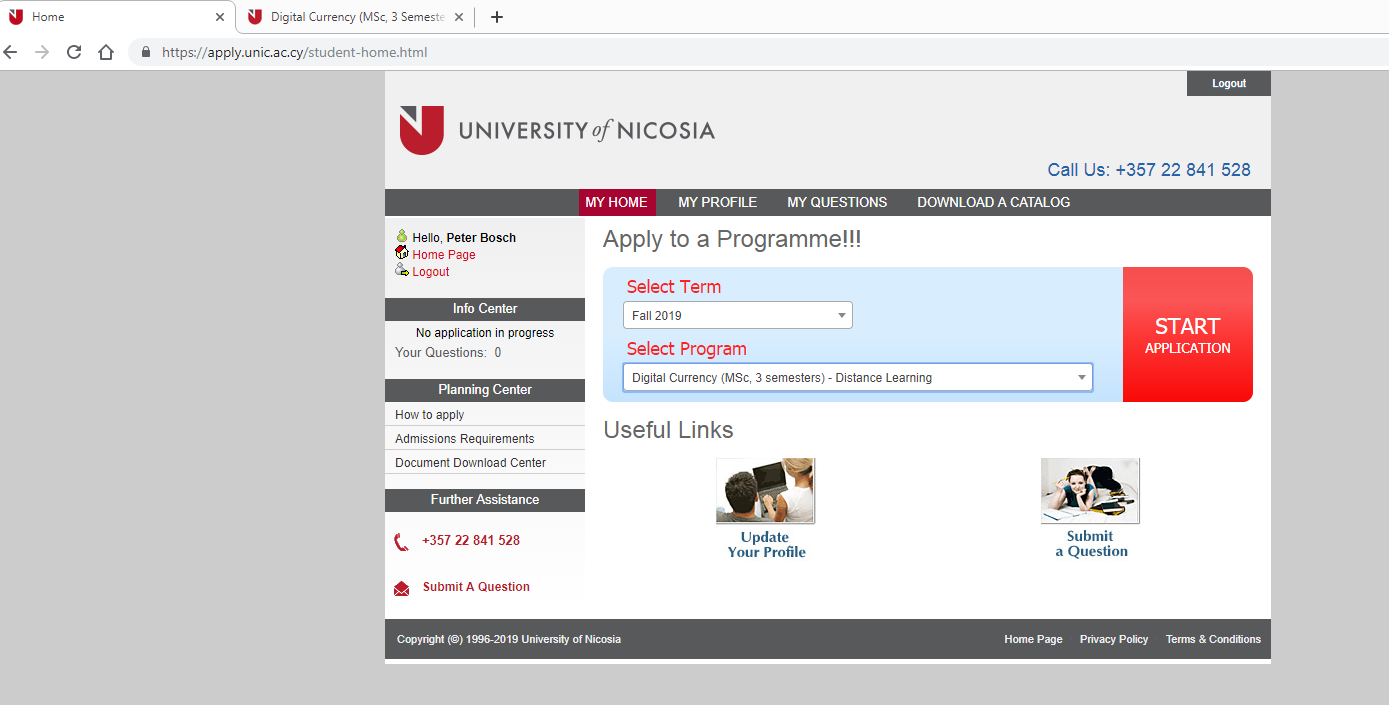 Home
Digital Currency (MSc, 3 Semeste
https://apply.unic.ac.cy/student-home.html
Logout
UNIVERSITY of NICOSIA
Call Us: +357 22 841 528
MY HOME MY PROFILE MY QUESTIONS DOWNLOAD A CATALOG
Hello, Peter Bosch
Home Page
Logout
Info Center
No application in progress
Your Questions: 0
Planning Center
How to apply
Admissions Requirements
Document Download Center
Further Assistance
+357 22 841 528
Submit A Question
Apply to a Programme!!!
Select Term
Fall 2019
Select Program
Digital Currency (MSc, 3 semesters) - Distance Learning
START
APPLICATION
Useful Links
Update
Your Profile
Submit
a Question
Copyright (©) 1996-2019 University of Nicosia
Home Page Privacy Policy Terms & Conditions